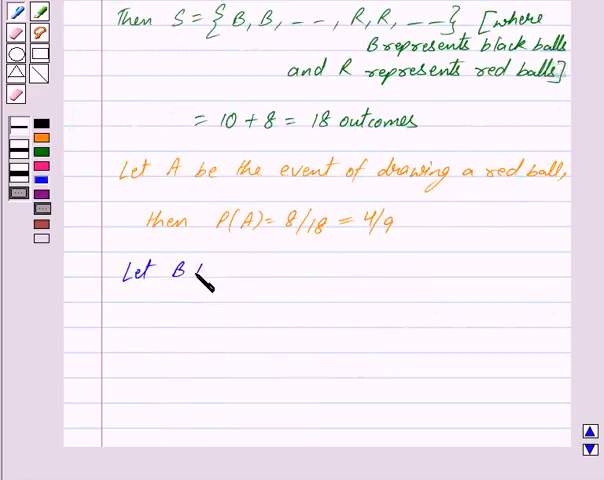 Then S = { B, B, ---, R, R, --- } [where
B represents black balls
and R represents red balls]
= 10 + 8 = 18 outcomes
Let A be the event of drawing a red ball,
then P(A) = 8/18 = 4/9
Let B